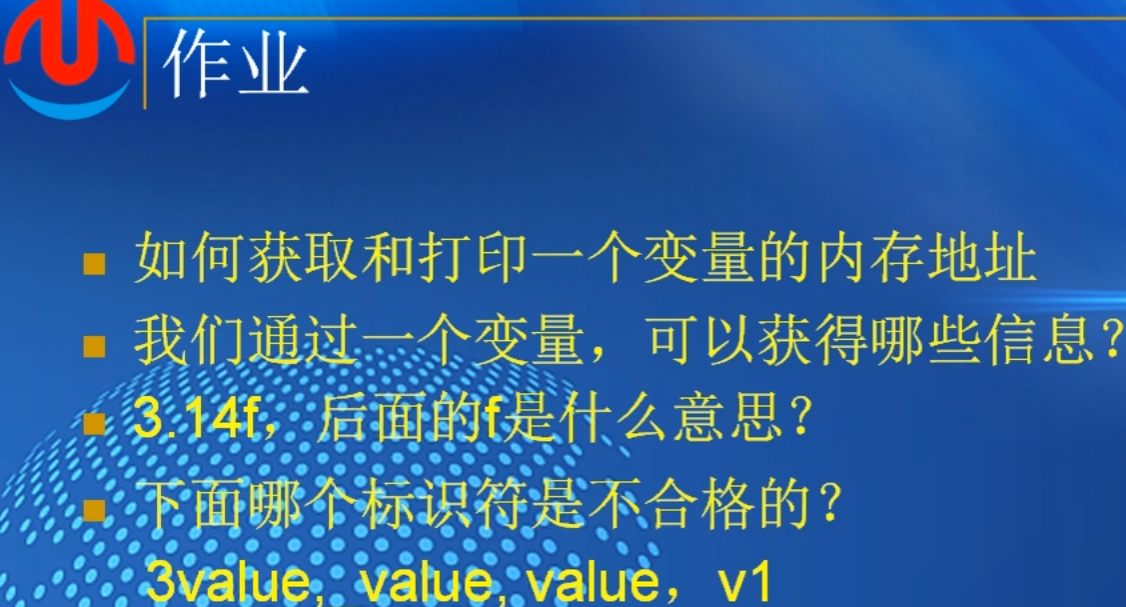 作业
如何获取和打印一个变量的内存地址
我们通过一个变量，可以获得哪些信息？
3.14f，后面的f是什么意思？
下面哪个标识符是不合格的？
3value, value, value，v1